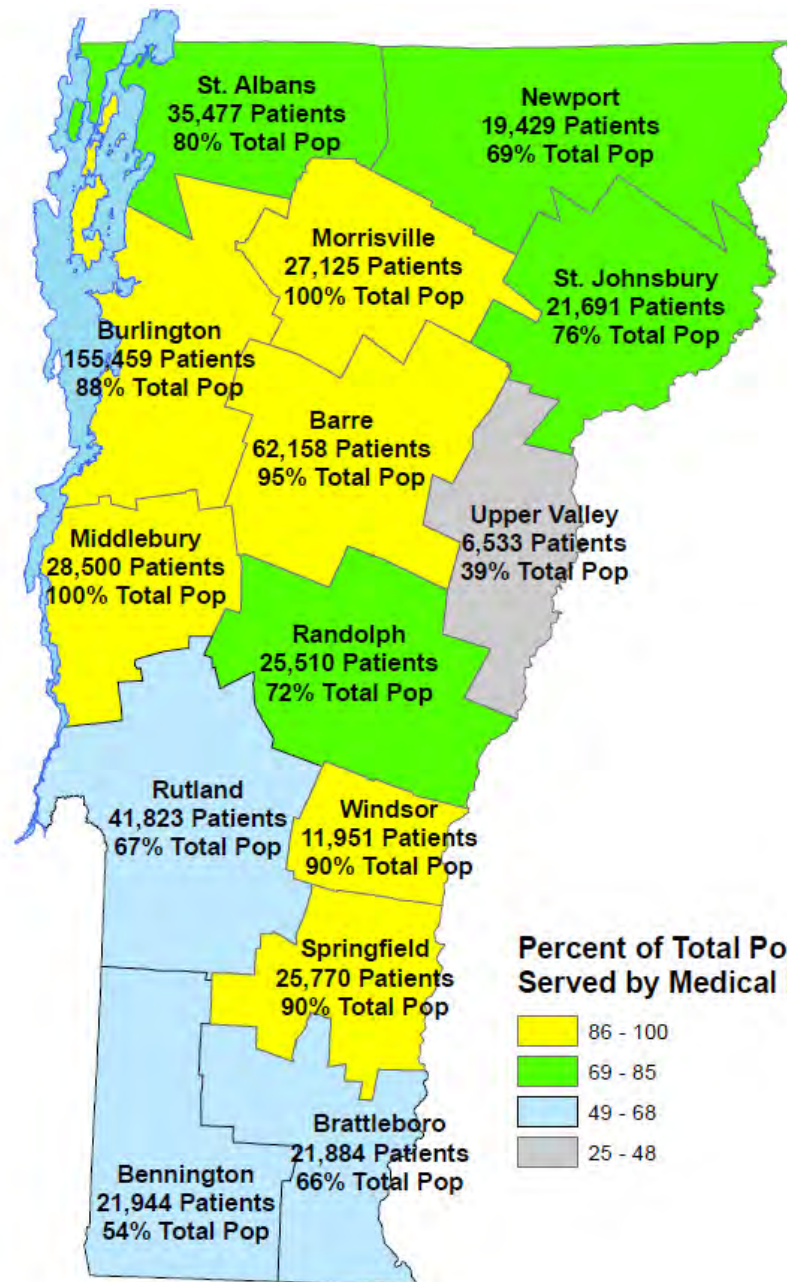 St. Albans
35,477 Patients
80% Total Pop
Newport
19,429 Patients
69% Total Pop
Morrisville
27,125 Patients
100% Total Pop
St. Johnsbury
21,691 Patients
76% Total Pop
Burlington
155,459 Patients
88% Total Pop
Barre
62,158 Patients
95% Total Pop
Upper Valley
6,533 Patients
39% Total Pop
Middlebury
28,500 Patients
100% Total Pop
Randolph
25,510 Patients
72% Total Pop
Rutland
41,823 Patients
67% Total Pop
Windsor
11,951 Patients
90% Total Pop
Springfield
25,770 Patients
90% Total Pop
Percent of Total Po
Served by Medical
86 - 100
69 - 85
49 - 68
25 - 48
Brattleboro
21,884 Patients
66% Total Pop
Bennington
21,944 Patients
54% Total Pop